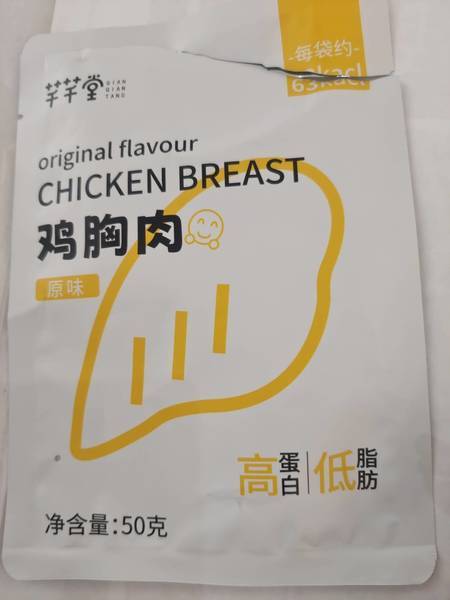 芊芊堂
QIAN
QIAN
TANG
-每袋约-
63kacl
original flavour
CHICKEN BREAST
鸡胸肉
原味
高蛋白|低脂肪
®
净含量:50克